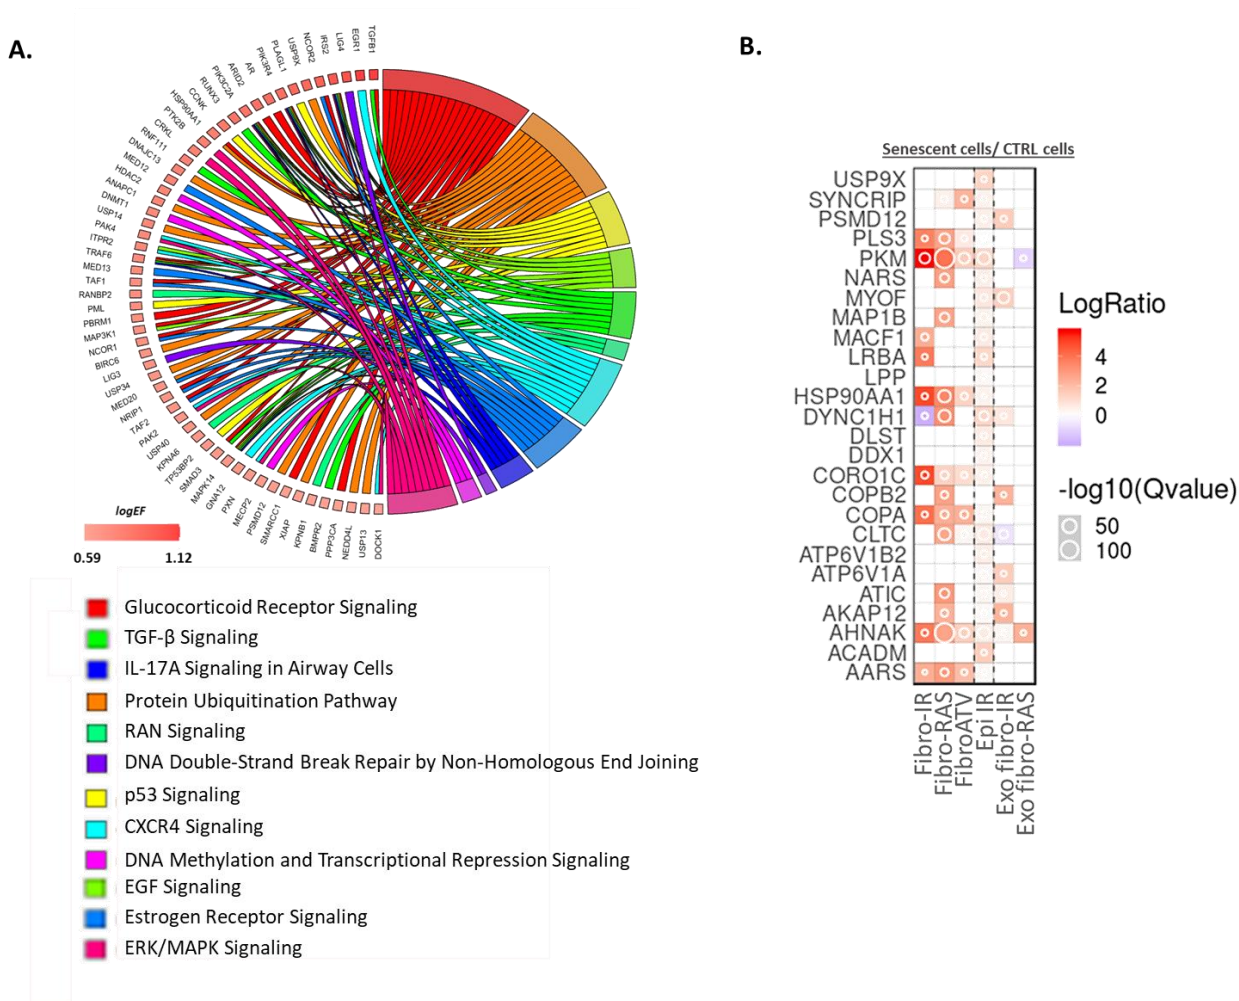 A.
TGFB1
EGR1
LIG4
IRS2
NCOR2
USP9X
PLAGL1
PIK3R4
AR
ARID2
PIK3C2A
RUNX3
CCNK
HSP90AA1
PTK2B
CRKL
RNF111
DNAJC13
MED12
HDAC2
ANAPC1
DNMT1
USP14
PAK4
ITPR2
TRAF6
MED13
TAF1
RANBP2
PML
PBRM1
MAP3K1
NCOR1
BIRC6
LIG3
USP34
MED20
NRIP1
TAF2
PAK2
USP40
KPNA6
TP53BP2
SMAD3
MAPK14
GNA12
PXN
MECP2
PSMD12
SMARCC1
XIAP
KPNB1
BMPR2
PPP3CA
NEDD4L
USP13
DOCK1
logEF
0.59 1.12
Glucocorticoid Receptor Signaling
TGF-β Signaling
IL-17A Signaling in Airway Cells
Protein Ubiquitination Pathway
RAN Signaling
DNA Double-Strand Break Repair by Non-Homologous End Joining
p53 Signaling
CXCR4 Signaling
DNA Methylation and Transcriptional Repression Signaling
EGF Signaling
Estrogen Receptor Signaling
ERK/MAPK Signaling
B.
Senescent cells/ CTRL cells
USP9X
SYNCRIP
PSMD12
PLS3
PKM
NARS
MYOF
MAP1B
MACF1
LRBA
LPP
HSP90AA1
DYNC1H1
DLST
DDX1
CORO1C
COPB2
COPA
CLTC
ATP6V1B2
ATP6V1A
ATIC
AKAP12
AHNAK
ACADM
AARS
Fibro-IR
Fibro-RAS
FibroATV
Epi IR
Exo fibro-IR
Exo fibro-RAS
LogRatio
4
2
0
-log10(Qvalue)
50
100